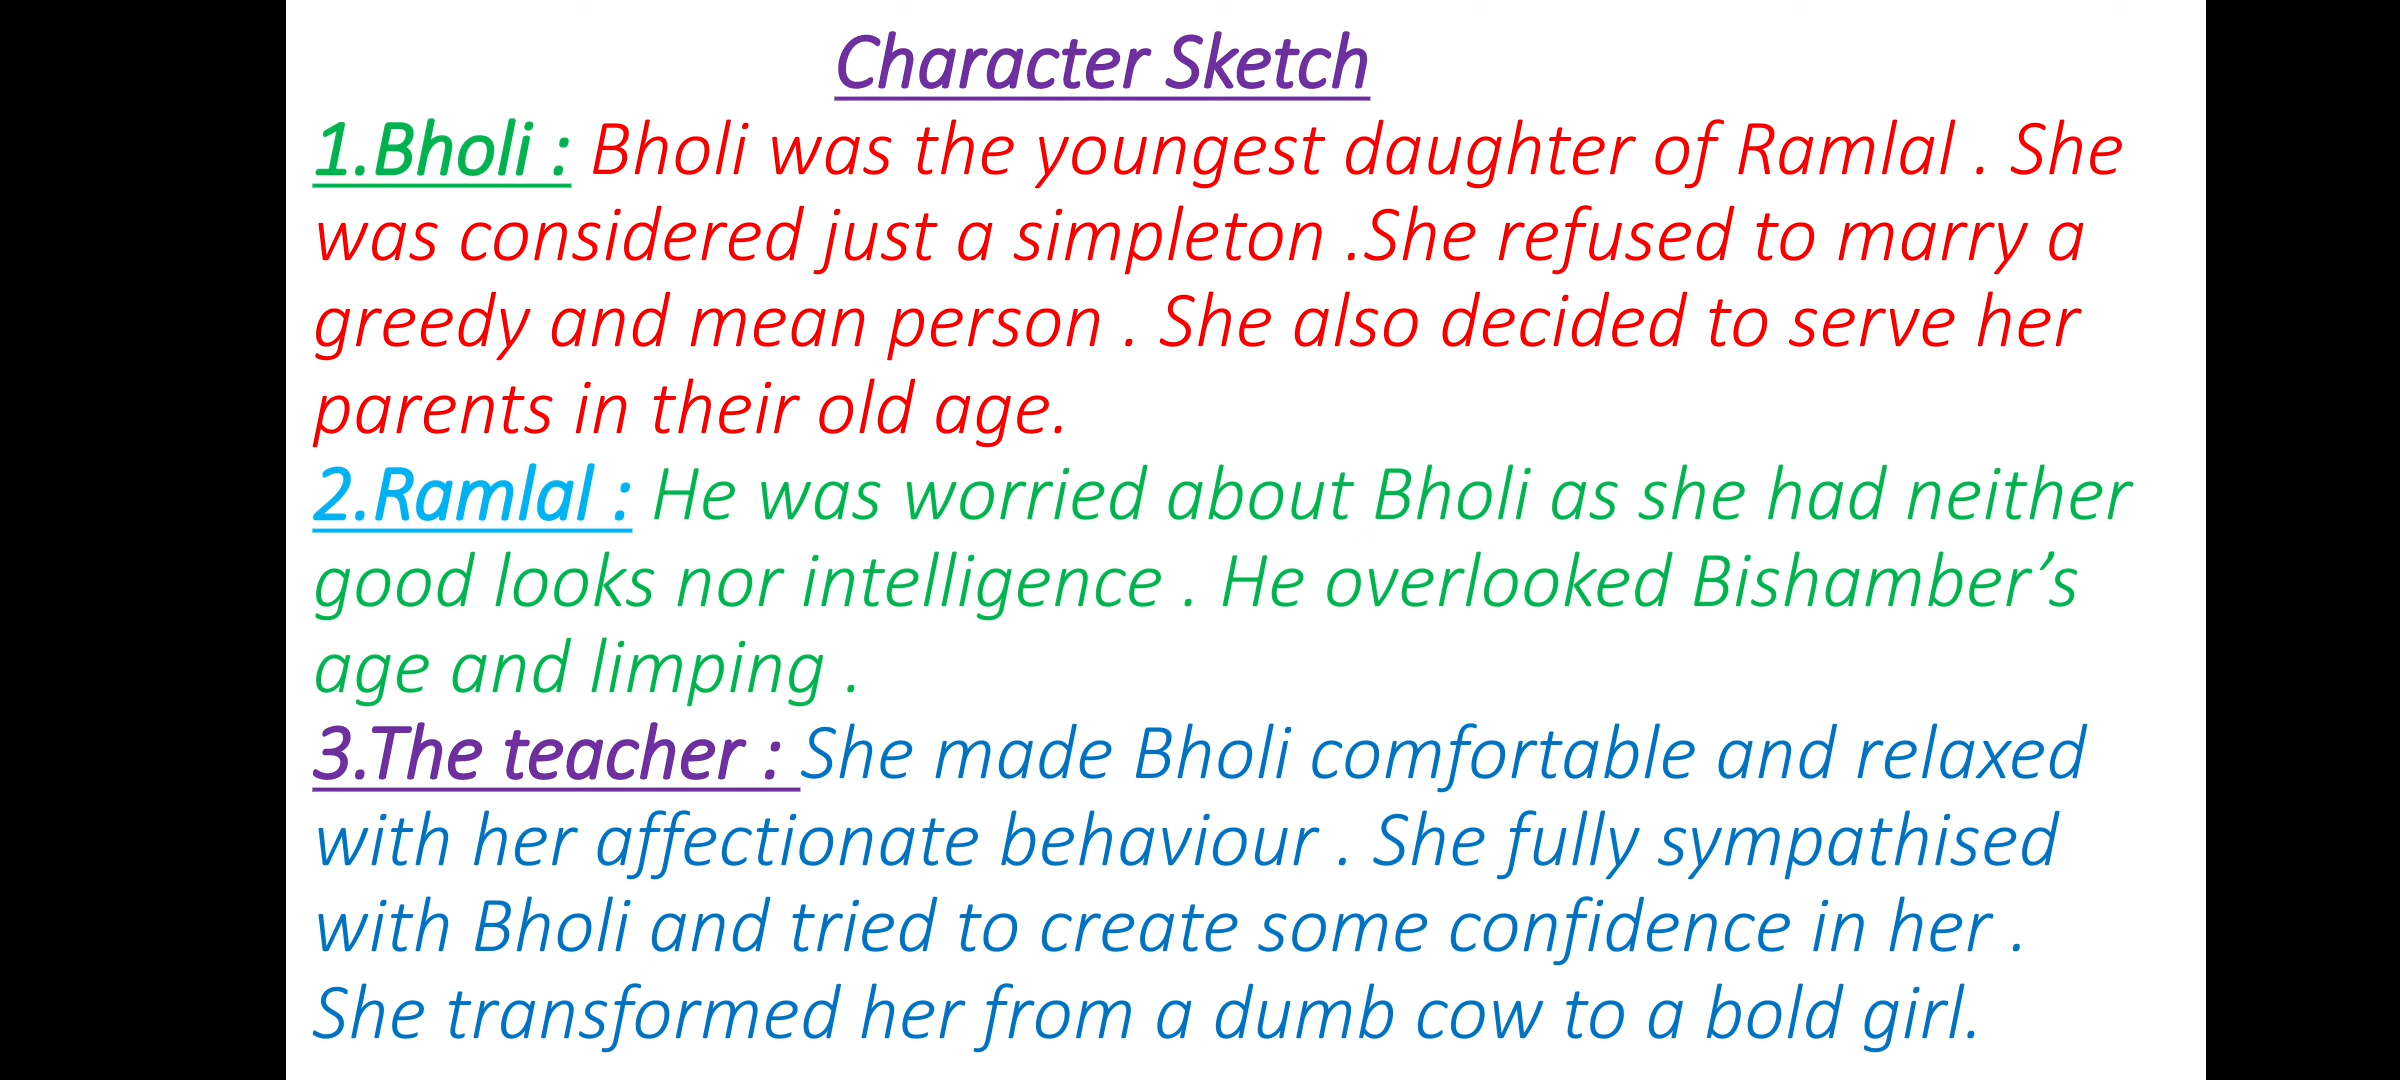 Character Sketch
1.Bholi : Bholi was the youngest daughter of Ramlal . She
was considered just a simpleton .She refused to marry a
greedy and mean person . She also decided to serve her
parents in their old age.
2.Ramlal : He was worried about Bholi as she had neither
good looks nor intelligence . He overlooked Bishamber’s
age and limping .
3.The teacher : She made Bholi comfortable and relaxed
with her affectionate behaviour . She fully sympathised
with Bholi and tried to create some confidence in her .
She transformed her from a dumb cow to a bold girl.